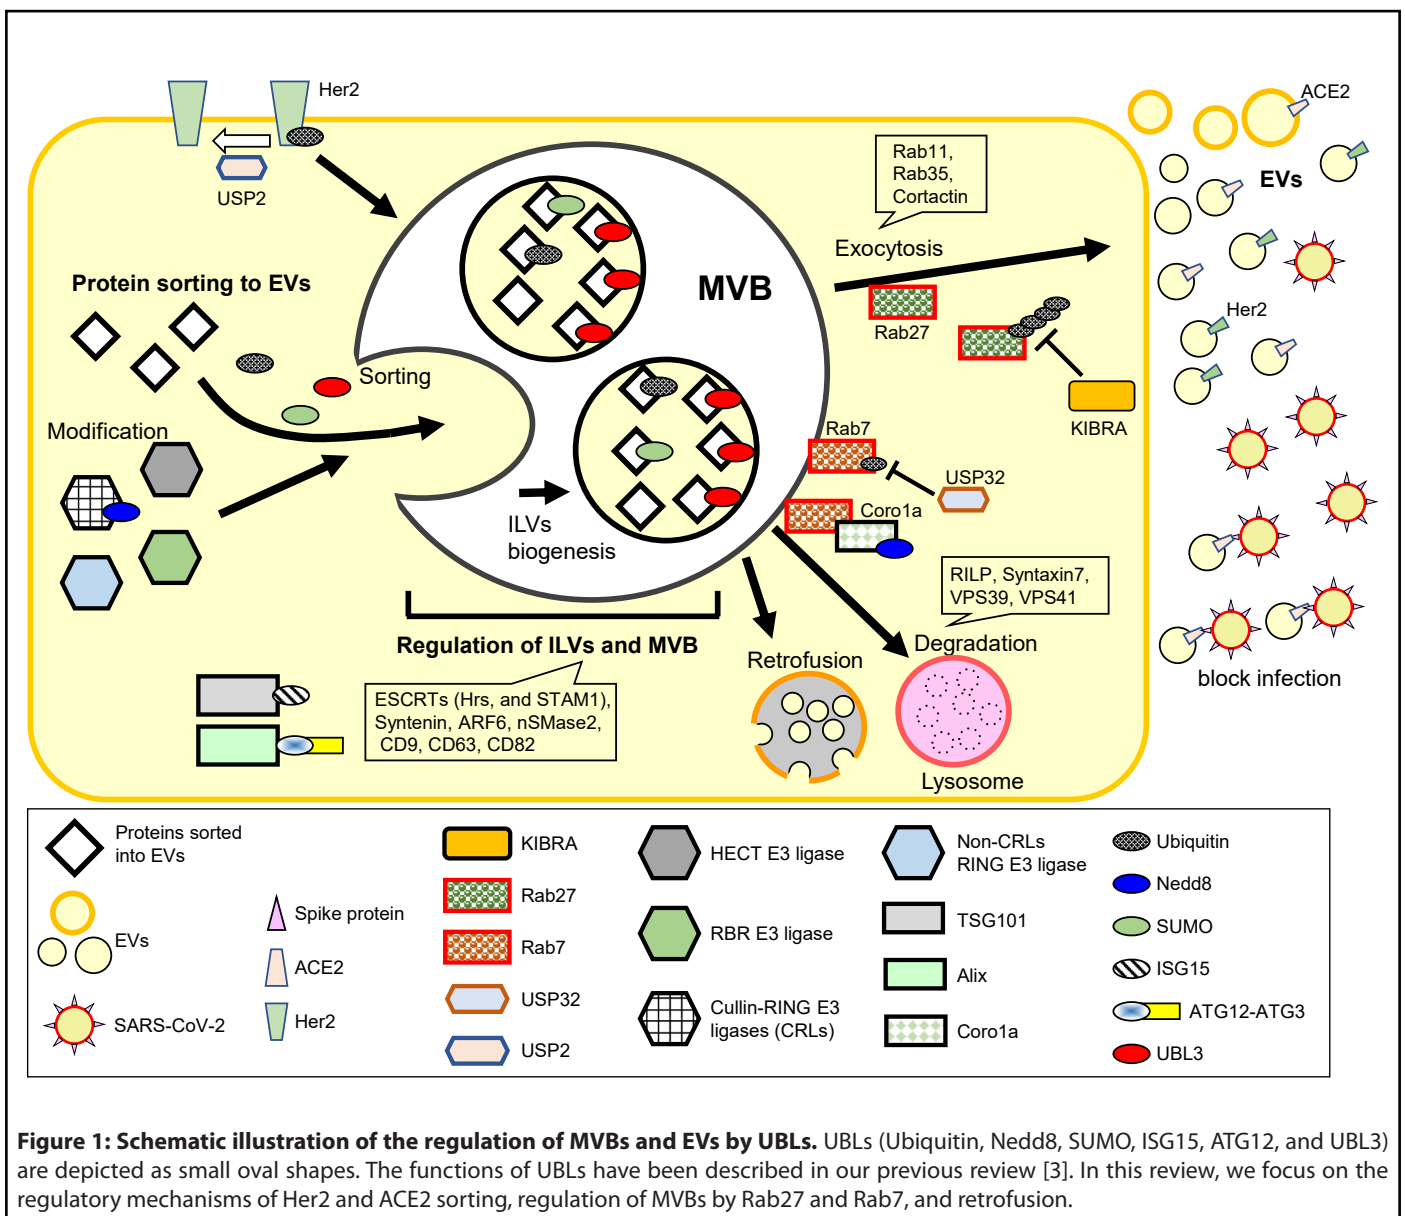 Her2
USP2
ACE2
EVs
Rab11,
Rab35,
Cortactin
Exocytosis
Protein sorting to EVs
MVB
Rab27
Her2
Sorting
KIBRA
Modification
Rab7
USP32
Coro1a
ILVs
biogenesis
RILP, Syntaxin7,
VPS39, VPS41
Regulation of ILVs and MVB
Retrofusion
Degradation
block infection
ESCRTs (Hrs, and STAM1),
Syntenin, ARF6, nSMase2,
CD9, CD63, CD82
Lysosome
Proteins sorted
into EVs
EVs
SARS-CoV-2
Spike protein
ACE2
Her2
KIBRA
Rab27
Rab7
USP32
USP2
HECT E3 ligase
RBR E3 ligase
Cullin-RING E3
ligases (CRLs)
Non-CRLs
RING E3 ligase
TSG101
Alix
Coro1a
Ubiquitin
Nedd8
SUMO
ISG15
ATG12-ATG3
UBL3
Figure 1: Schematic illustration of the regulation of MVBs and EVs by UBLs. UBLs (Ubiquitin, Nedd8, SUMO, ISG15, ATG12, and UBL3)
are depicted as small oval shapes. The functions of UBLs have been described in our previous review [3]. In this review, we focus on the
regulatory mechanisms of Her2 and ACE2 sorting, regulation of MVBs by Rab27 and Rab7, and retrofusion.